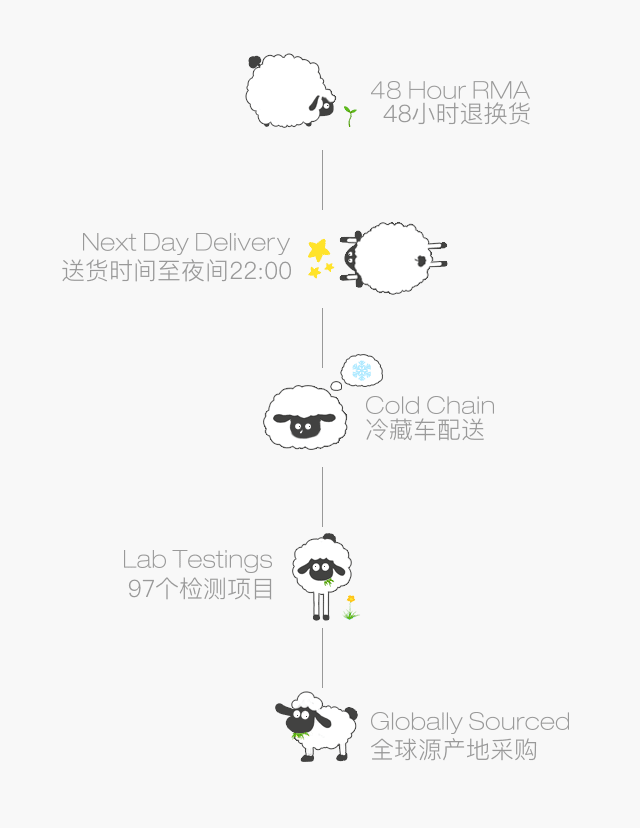 48 Hour RMA
48小时退换货
Next Day Delivery
送货时间至夜间22:00
Cold Chain
冷藏车配送
Lab Testings
97个检测项目
Globally Sourced
全球源产地采购